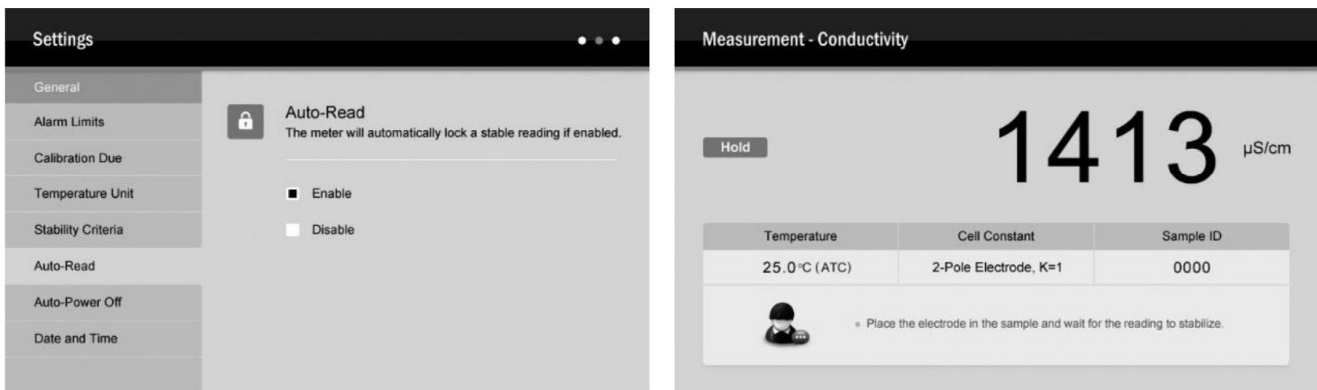 Settings
General
Alarm Limits
Calibration Due
Temperature Unit
Stability Criteria
Auto-Read
Auto-Power Off
Date and Time
Auto-Read
The meter will automatically lock a stable reading if enabled.
Enable
Disable
Measurement - Conductivity
Hold
1413 µS/cm
Temperature Cell Constant Sample ID
25.0°C (ATC) 2-Pole Electrode, K=1 0000
Place the electrode in the sample and wait for the reading to stabilize.